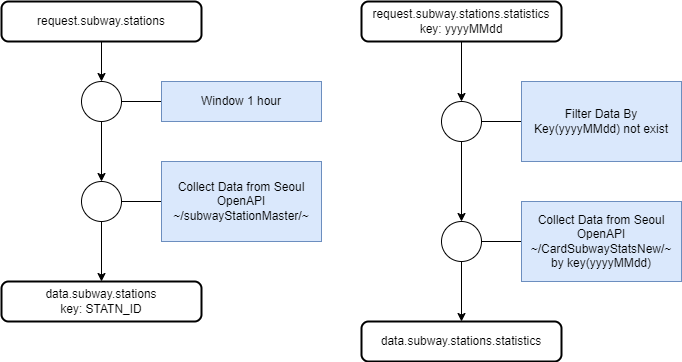 request.subway.stations
Window 1 hour
Collect Data from Seoul
OpenAPI
~/subwayStationMaster/~
data.subway.stations
key: STATN_ID
request.subway.stations.statistics
key: yyyyMMdd
Filter Data By
Key(yyyyMMdd) not exist
Collect Data from Seoul
OpenAPI
~/CardSubwayStatsNew/~
by key(yyyyMMdd)
data.subway.stations.statistics